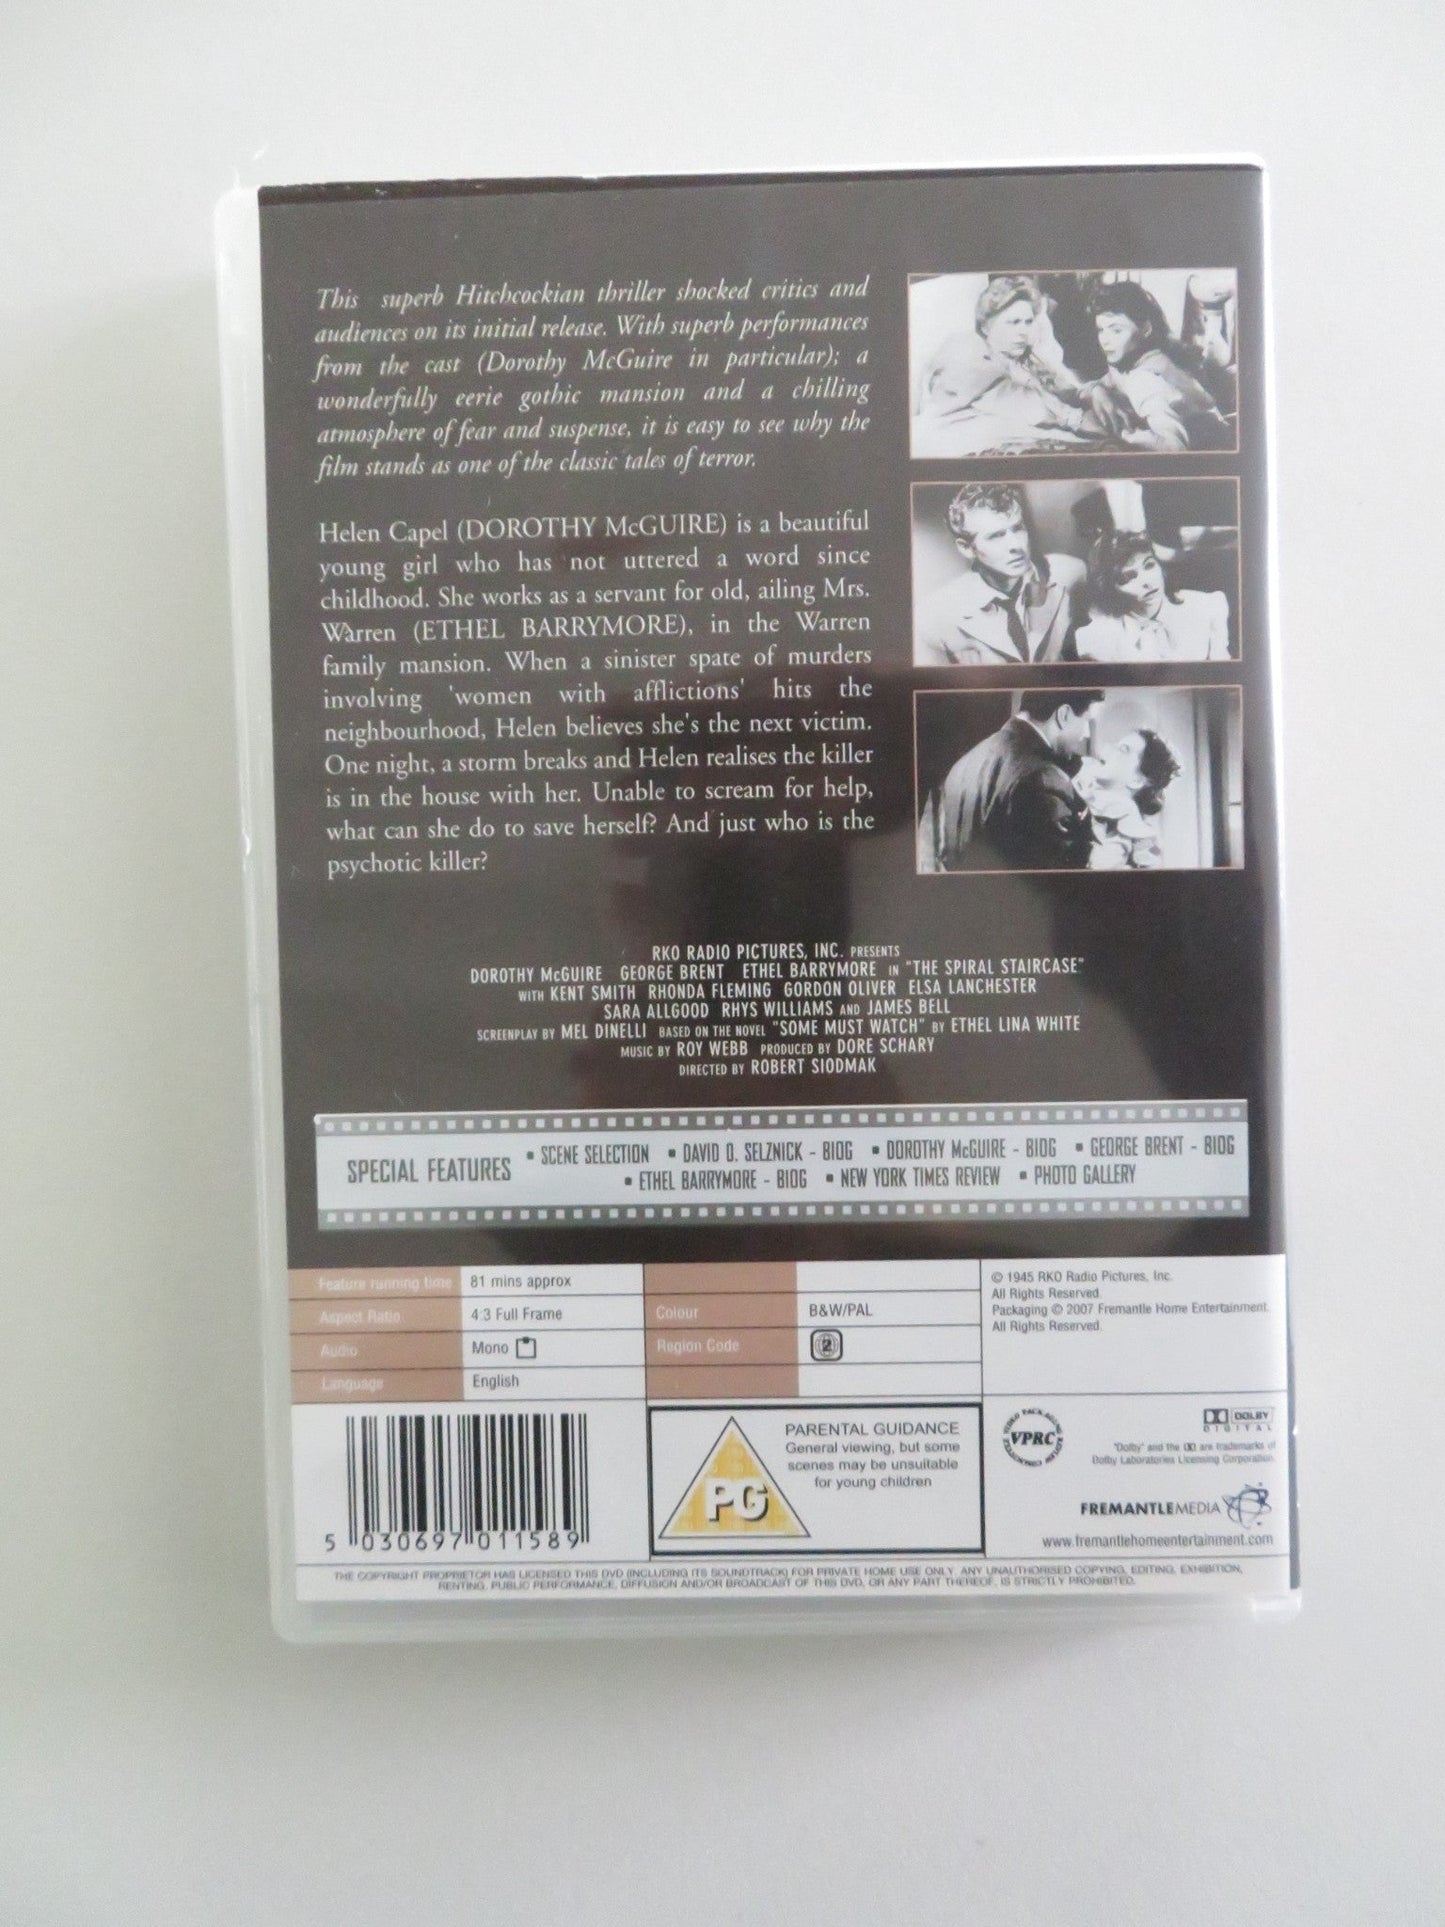 This superb Hitchcockian thriller shocked critics and
audiences on its initial release. With superb performances
from the cast (Dorothy McGuire in particular); a
wonderfully eerie gothic mansion and a chilling
atmosphere of fear and suspense, it is easy to see why the
film stands as one of the classic tales of terror.
Helen Capel (DOROTHY McGUIRE) is a beautiful
young girl who has not uttered a word since
childhood. She works as a servant for old, ailing Mrs.
Warren (ETHEL BARRYMORE), in the Warren
family mansion. When a sinister spate of murders
involving 'women with afflictions' hits the
neighbourhood, Helen believes she's the next victim.
One night, a storm breaks and Helen realises the killer
is in the house with her. Unable to scream for help,
what can she do to save herself? And just who is the
psychotic killer?
RKO RADIO PICTURES, INC. PRESENTS
DOROTHY McGUIRE GEORGE BRENT ETHEL BARRYMORE IN "THE SPIRAL STAIRCASE"
WITH KENT SMITH RHONDA FLEMING GORDON OLIVER ELSA LANCHESTER
SARA ALLGOOD RHYS WILLIAMS AND JAMES BELL
SCREENPLAY BY MEL DINELLI BASED ON THE NOVEL "SOME MUST WATCH" BY ETHEL LINA WHITE
MUSIC BY ROY WEBB PRODUCED BY DORE SCHARY
DIRECTED BY ROBERT SIODMAK
SPECIAL FEATURES
• SCENE SELECTION • DAVID O. SELZNICK - BIOG • DOROTHY McGUIRE - BIOG • GEORGE BRENT - BIOG
• ETHEL BARRYMORE - BIOG • NEW YORK TIMES REVIEW • PHOTO GALLERY
Feature running time 81 mins approx
Aspect Ratio 4:3 Full Frame
Audio Mono
Language English
Colour B&W/PAL
Region Code 2
© 1945 RKO Radio Pictures, Inc.
All Rights Reserved.
Packaging © 2007 Fremantle Home Entertainment.
All Rights Reserved.
5 030697 011589
PG
PARENTAL GUIDANCE
General viewing, but some
scenes may be unsuitable
for young children
VPRC
DOLBY
DIGITAL
"Dolby" and the DD are trademarks of
Dolby Laboratories Licensing Corporation.
FREMANTLEMEDIA
www.fremantlehomeentertainment.com
THE COPYRIGHT PROPRIETOR HAS LICENSED THIS DVD (INCLUDING ITS SOUNDTRACK) FOR PRIVATE HOME USE ONLY. ANY UNAUTHORISED COPYING, EDITING, EXHIBITION,
RENTING, PUBLIC PERFORMANCE, DIFFUSION AND/OR BROADCAST OF THIS DVD, OR ANY PART THEREOF, IS STRICTLY PROHIBITED.